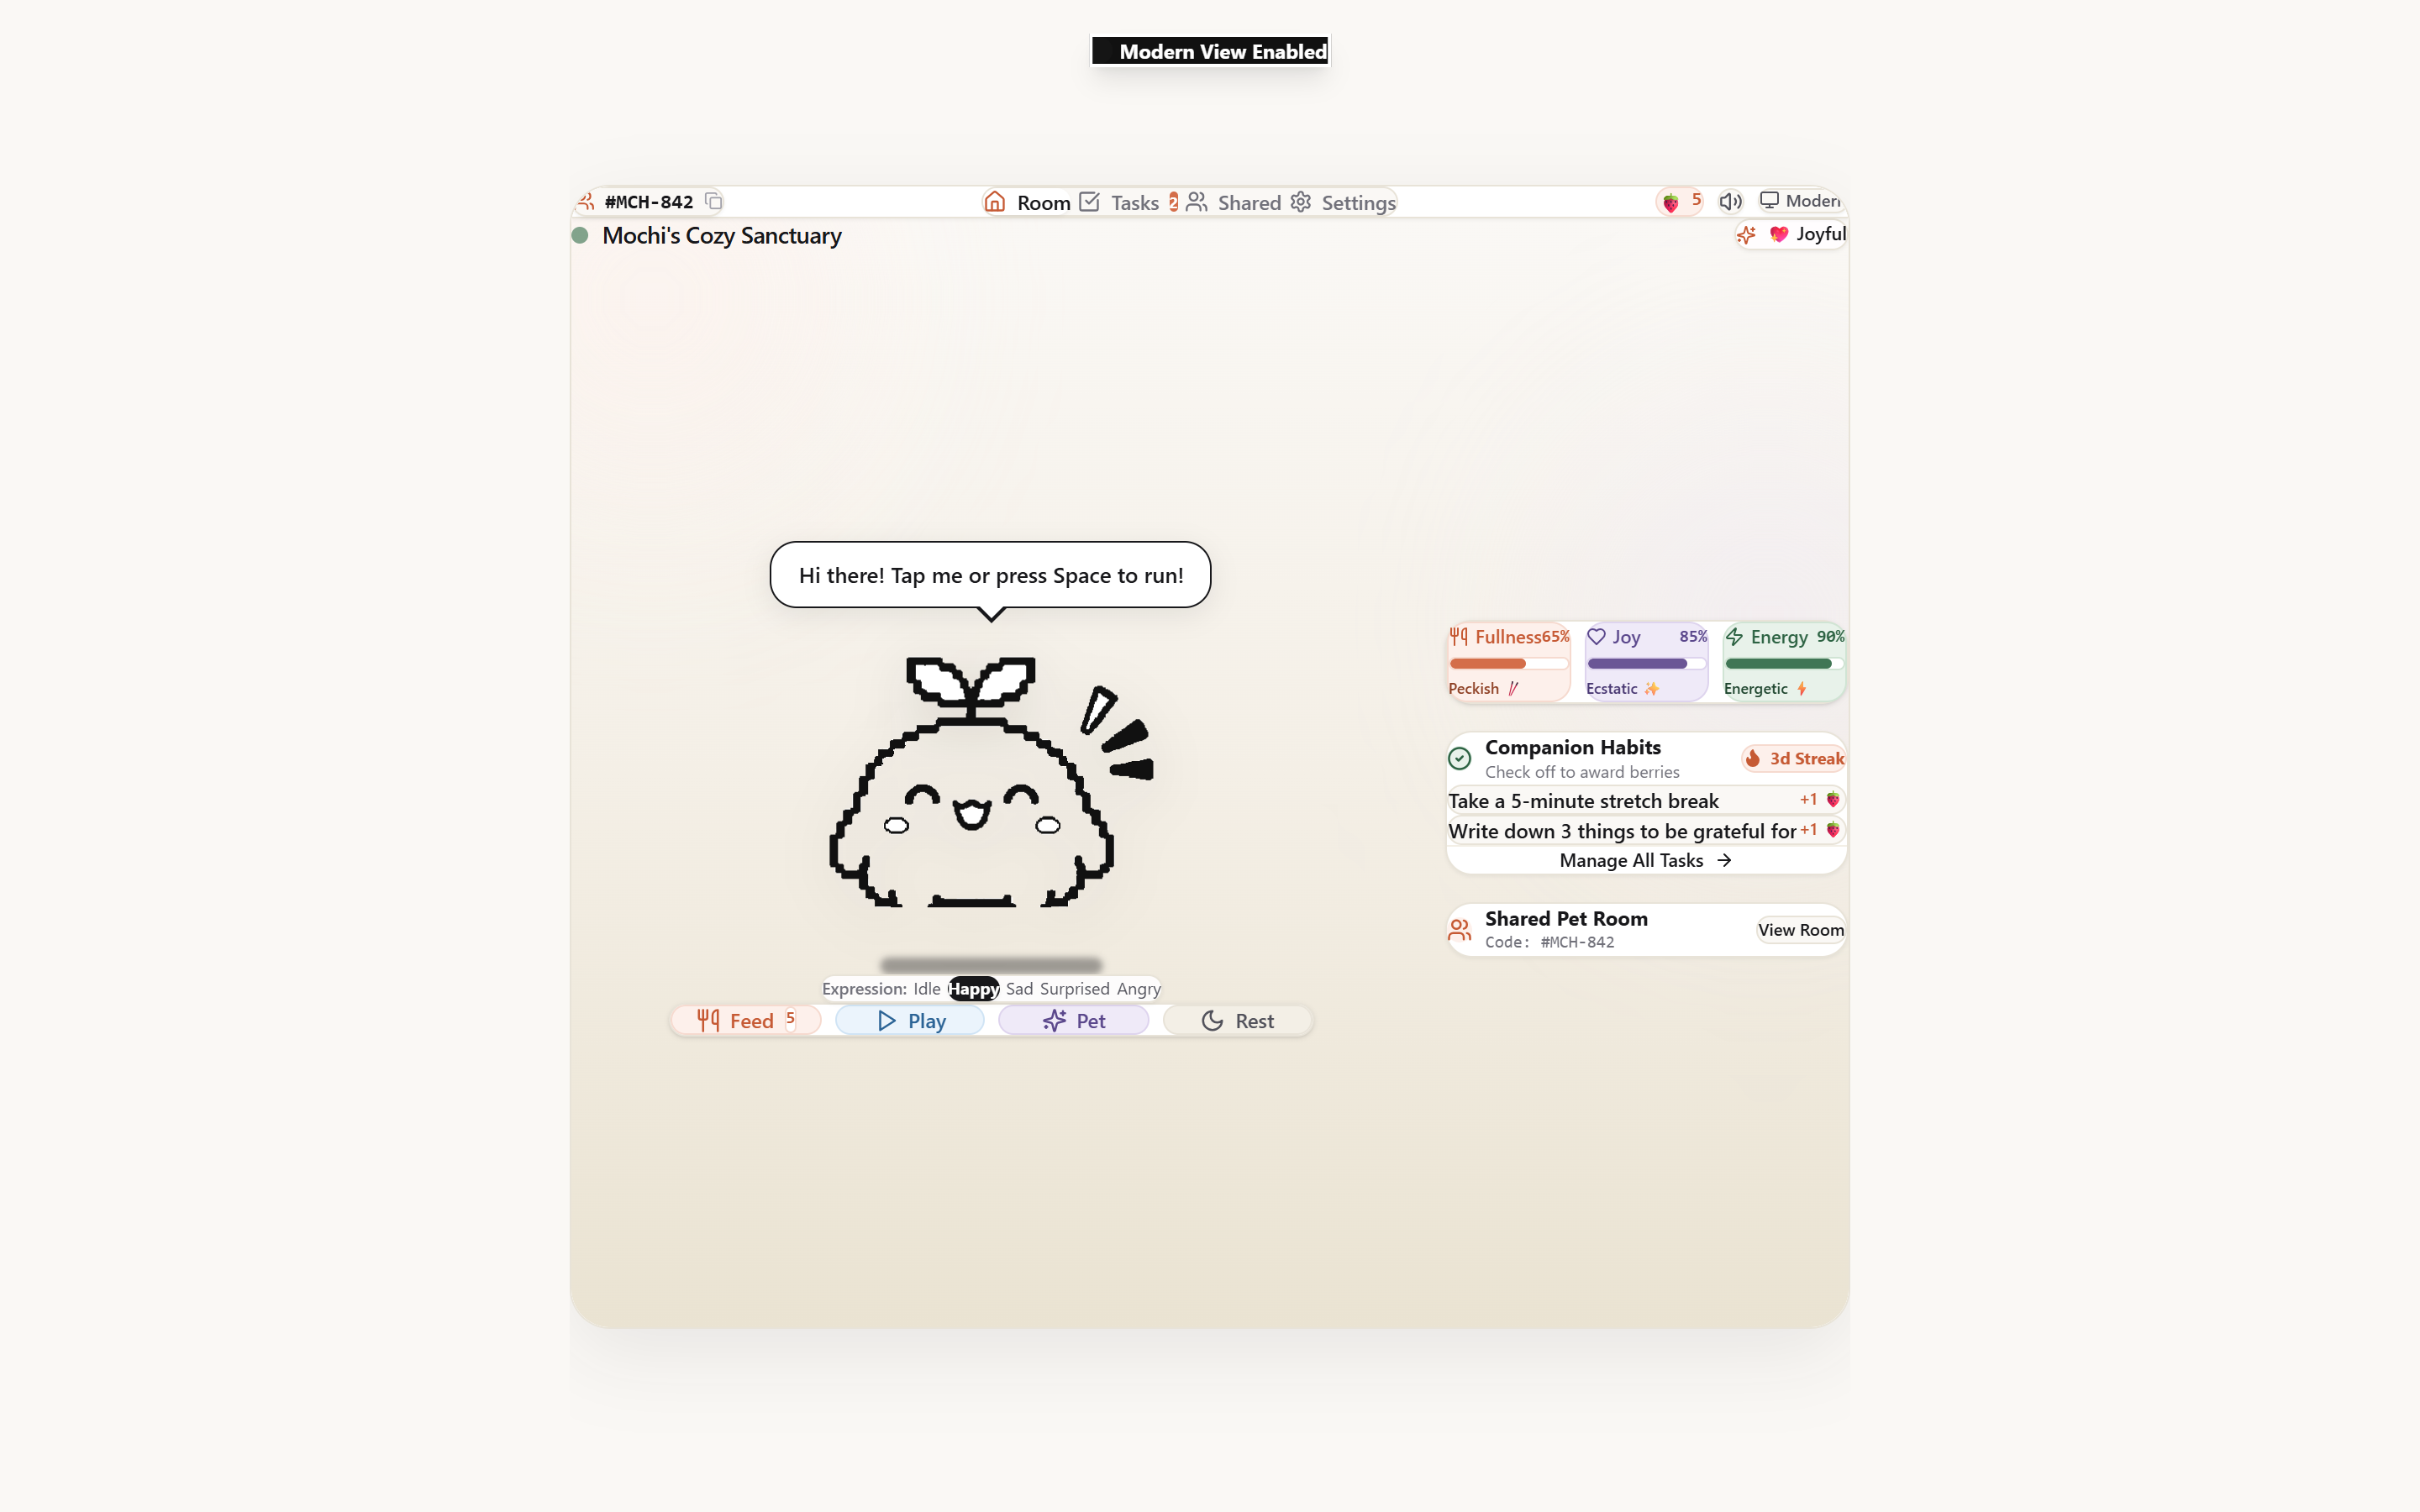 Modern View Enabled
#MCH-842
Room Tasks 2 Shared Settings
5 Modern
Mochi's Cozy Sanctuary
Joyful
Hi there! Tap me or press Space to run!
Fullness 65% Joy 85% Energy 90%
Peckish Ecstatic Energetic
Companion Habits
Check off to award berries
3d Streak
Take a 5-minute stretch break +1
Write down 3 things to be grateful for +1
Manage All Tasks →
Shared Pet Room
Code: #MCH-842
View Room
Expression: Idle Happy Sad Surprised Angry
Feed 5 Play Pet Rest